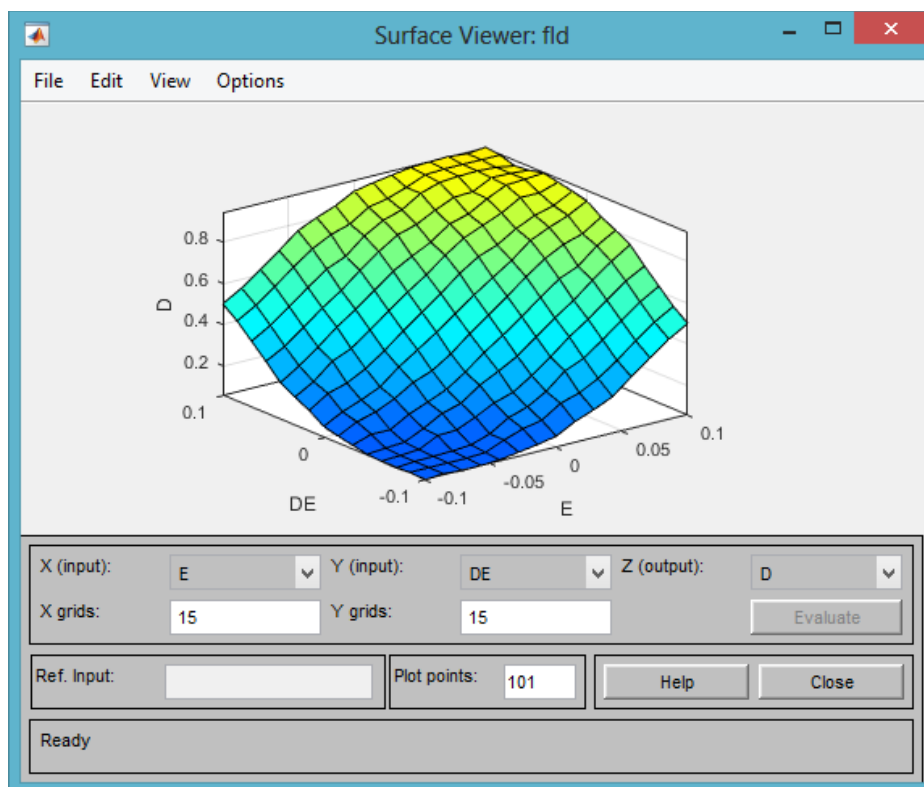 Surface Viewer: fld
File Edit View Options
0.8
0.6
D
0.4
0.2
0.1
0
-0.1
DE
-0.1
-0.05
0
0.05
0.1
E
X (input): E Y (input): DE Z (output): D
X grids: 15 Y grids: 15 Evaluate
Ref. Input: Plot points: 101 Help Close
Ready